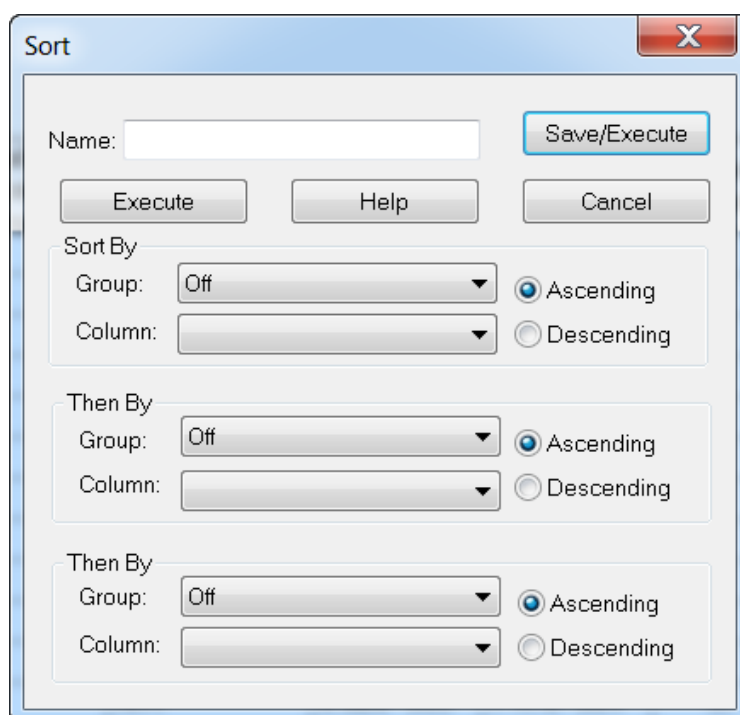 Sort
Name:
Save/Execute
Execute Help Cancel
Sort By
Group: Off Ascending
Column: Descending
Then By
Group: Off Ascending
Column: Descending
Then By
Group: Off Ascending
Column: Descending